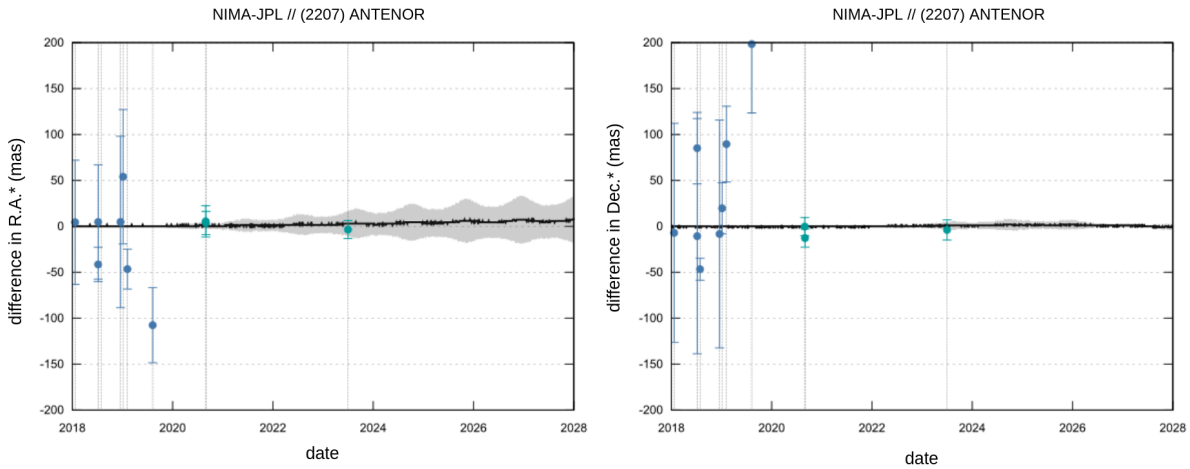 NIMA-JPL // (2207) ANTENOR
200
150
100
50
0
-50
-100
-150
-200
difference in R.A.* (mas)
2018 2020 2022 2024 2026 2028
date
NIMA-JPL // (2207) ANTENOR
200
150
100
50
0
-50
-100
-150
-200
difference in Dec.* (mas)
2018 2020 2022 2024 2026 2028
date